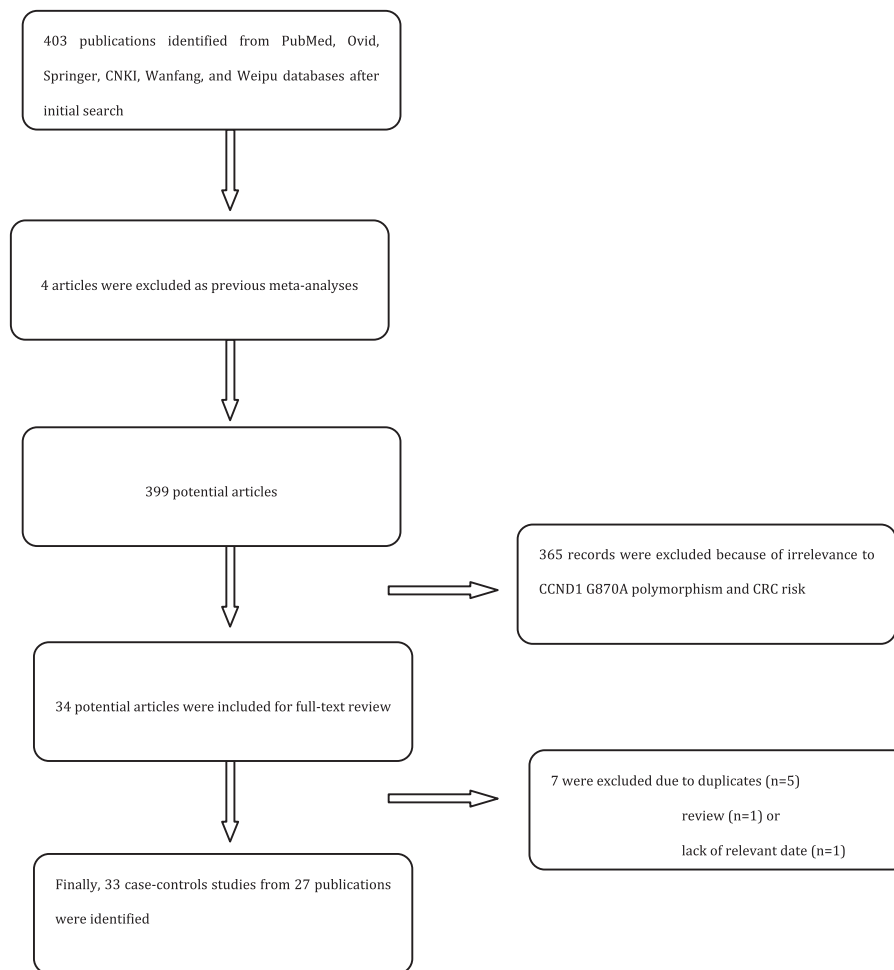 403 publications identified from PubMed, Ovid,
Springer, CNKI, Wanfang, and Weipu databases after
initial search
4 articles were excluded as previous meta-analyses
399 potential articles
365 records were excluded because of irrelevance to
CCND1 G870A polymorphism and CRC risk
34 potential articles were included for full-text review
7 were excluded due to duplicates (n=5)
review (n=1) or
lack of relevant date (n=1)
Finally, 33 case-controls studies from 27 publications
were identified